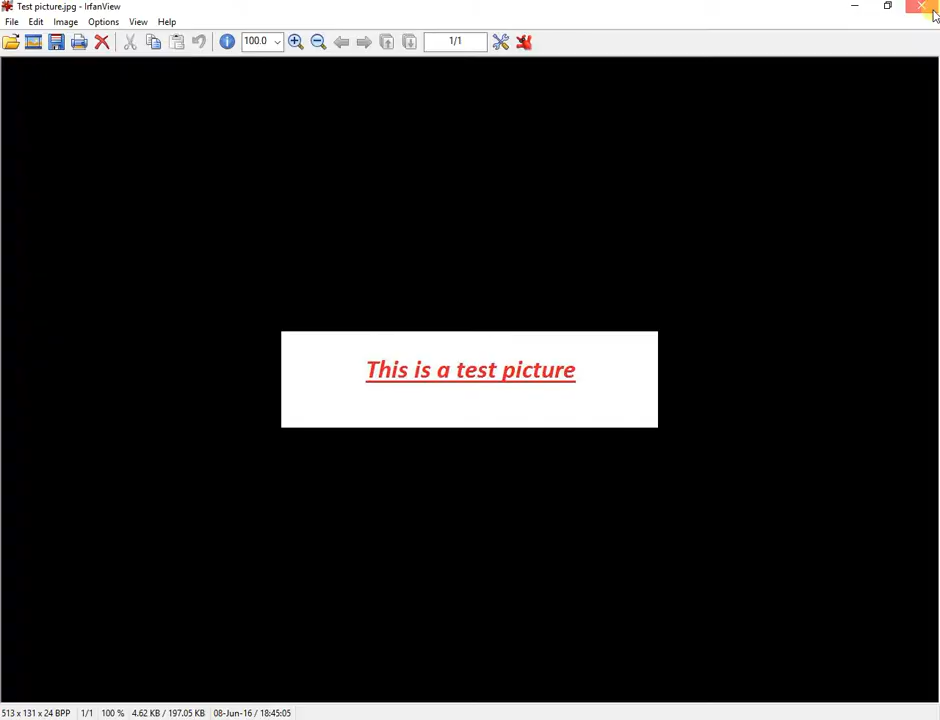 Test picture.jpg - IrfanView
File Edit Image Options View Help
100.0 1/1
This is a test picture
513 x 131 x 24 BPP 1/1 100 % 4.62 KB / 197.05 KB 08-Jun-16 / 18:45:05